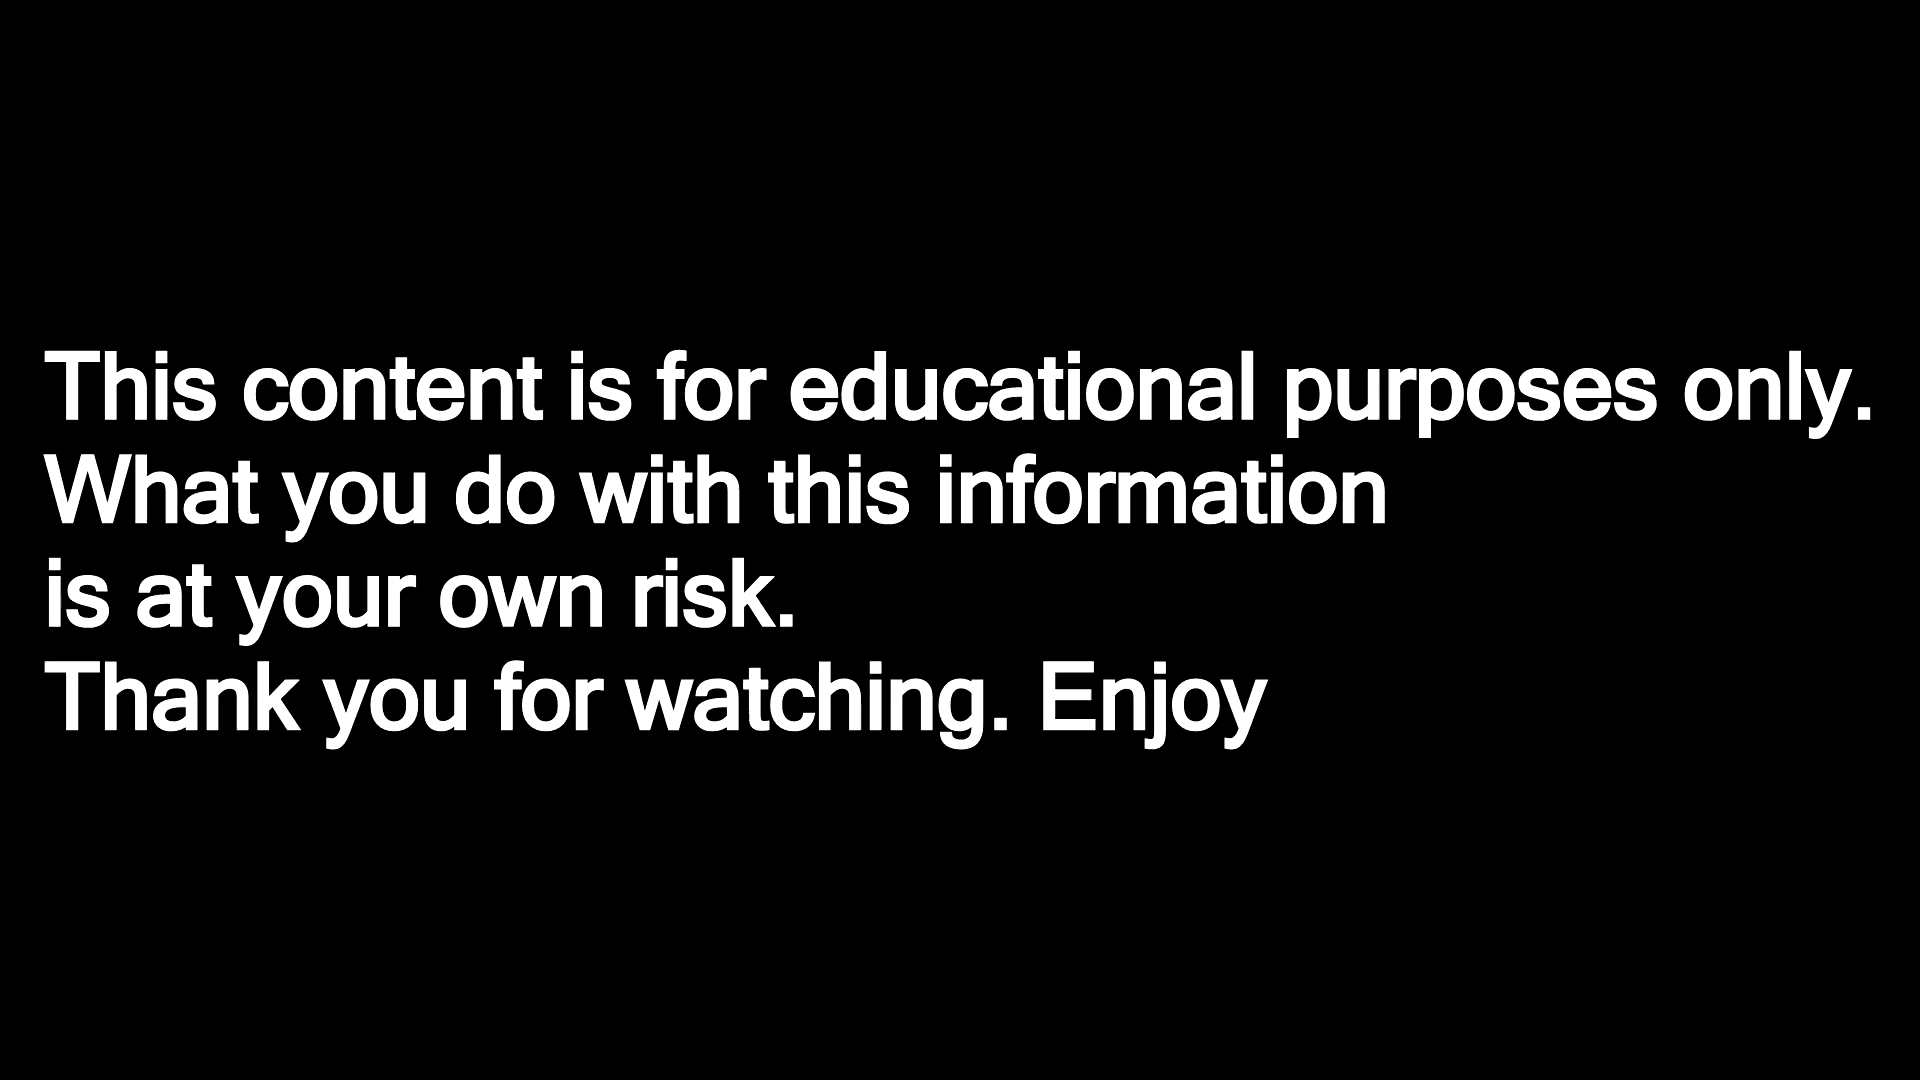 This content is for educational purposes only.
What you do with this information
is at your own risk.
Thank you for watching. Enjoy